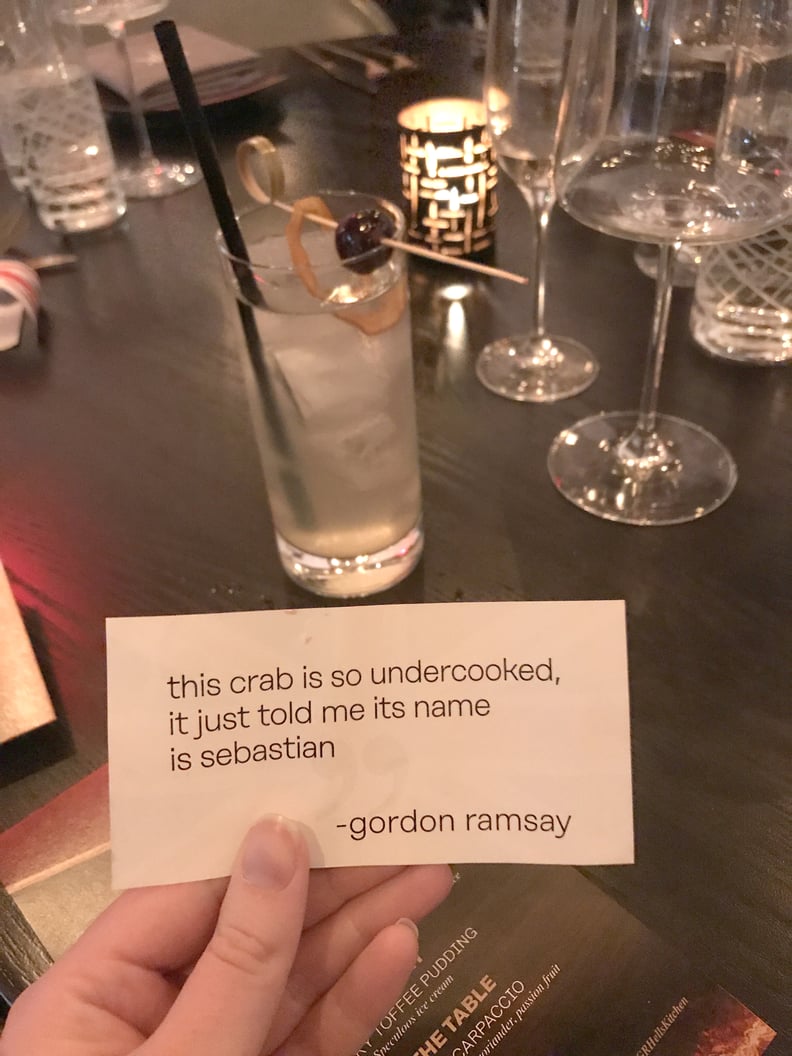 this crab is so undercooked,
it just told me its name
is sebastian
-gordon ramsay
TOFFEE PUDDING
Speculoos ice cream
THE TABLE
CARPACCIO
coriander, passion fruit
HellsKitchen